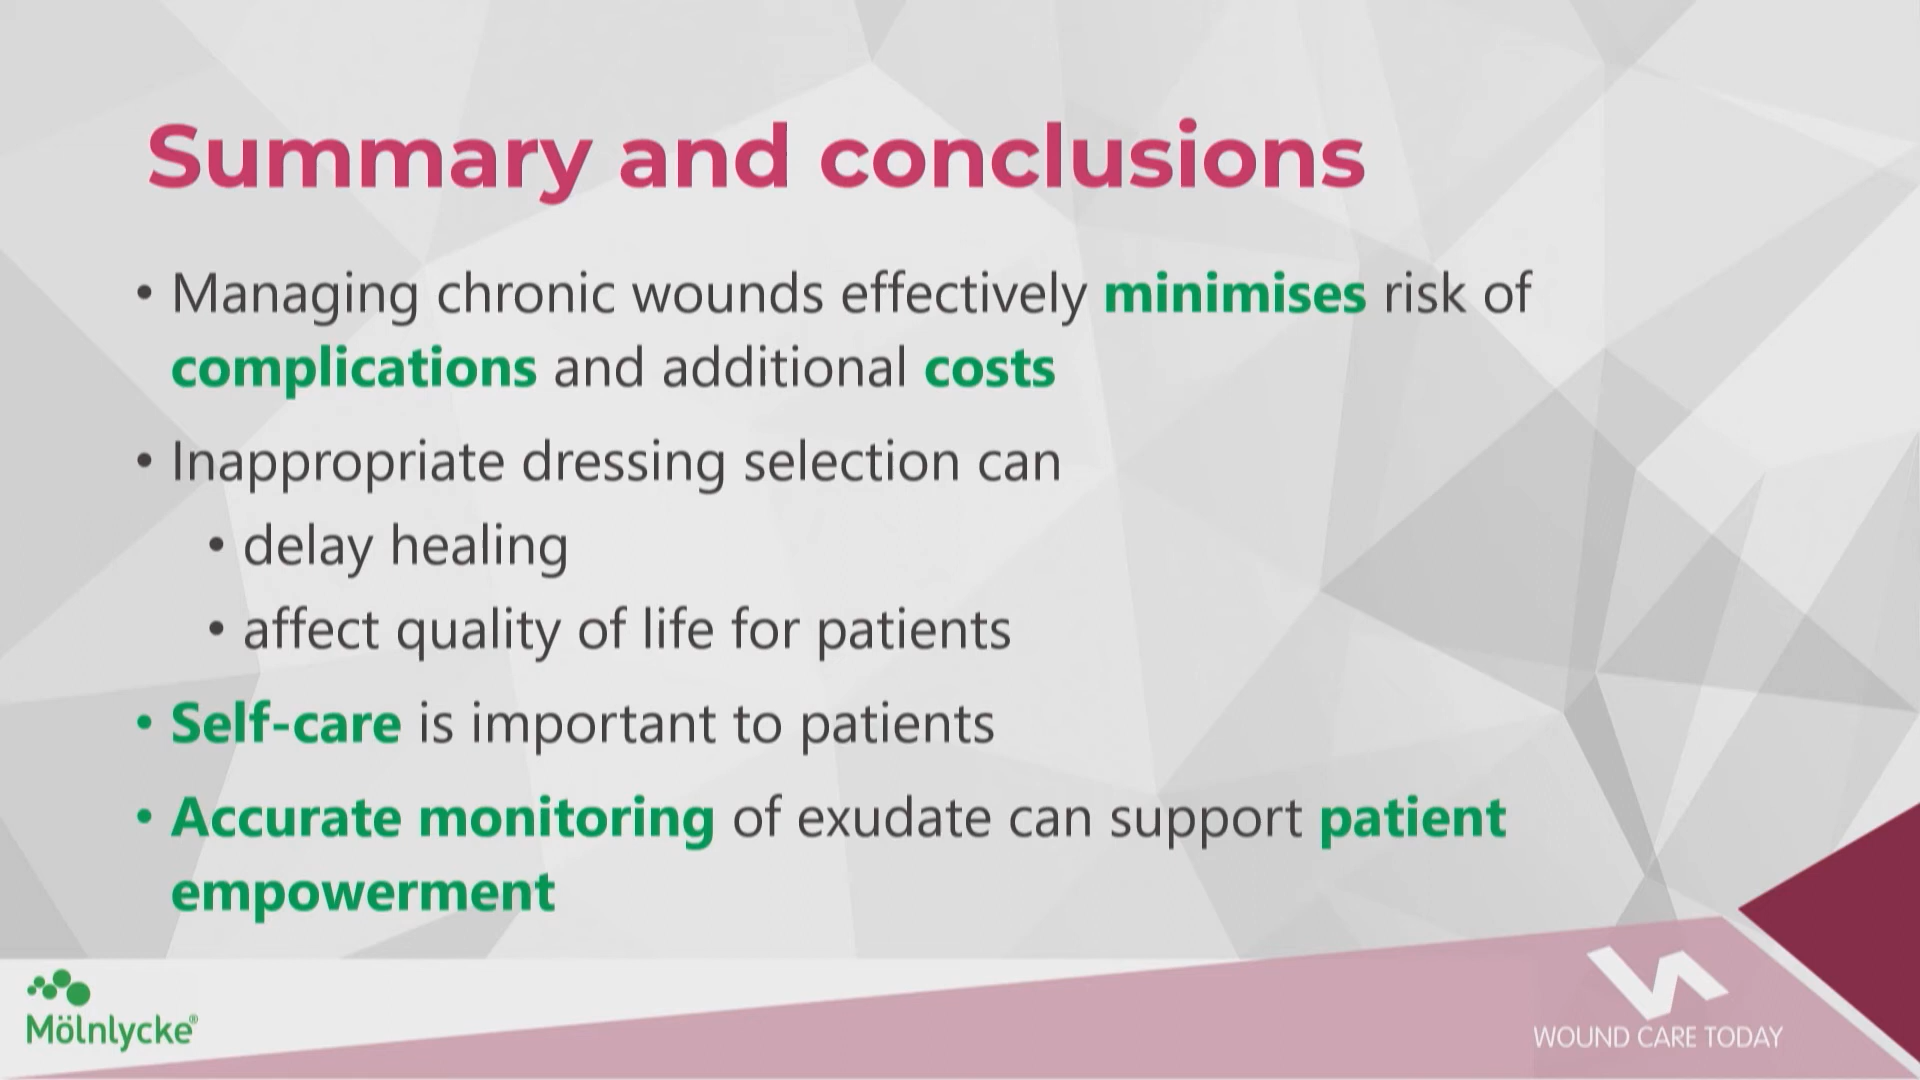 Summary and conclusions
• Managing chronic wounds effectively minimises risk of
complications and additional costs
• Inappropriate dressing selection can
• delay healing
• affect quality of life for patients
• Self-care is important to patients
• Accurate monitoring of exudate can support patient
empowerment
Mölnlycke®
WOUND CARE TODAY